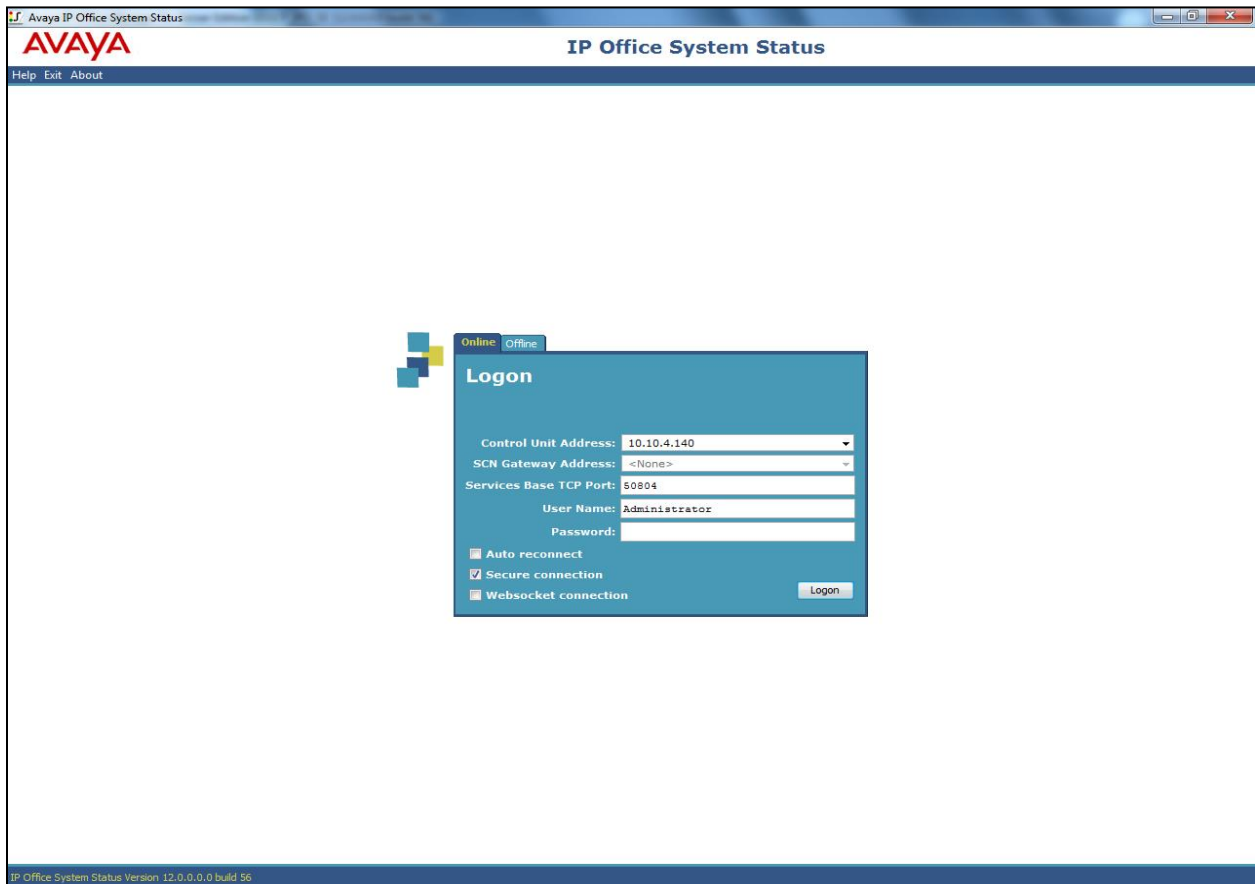 Avaya IP Office System Status
AVAYA
IP Office System Status
Help Exit About
Online Offline
Logon
Control Unit Address: 10.10.4.140
SCN Gateway Address: <None>
Services Base TCP Port: 50804
User Name: Administrator
Password:
Auto reconnect
Secure connection
Websocket connection
Logon
IP Office System Status Version 12.0.0.0.0 build 56